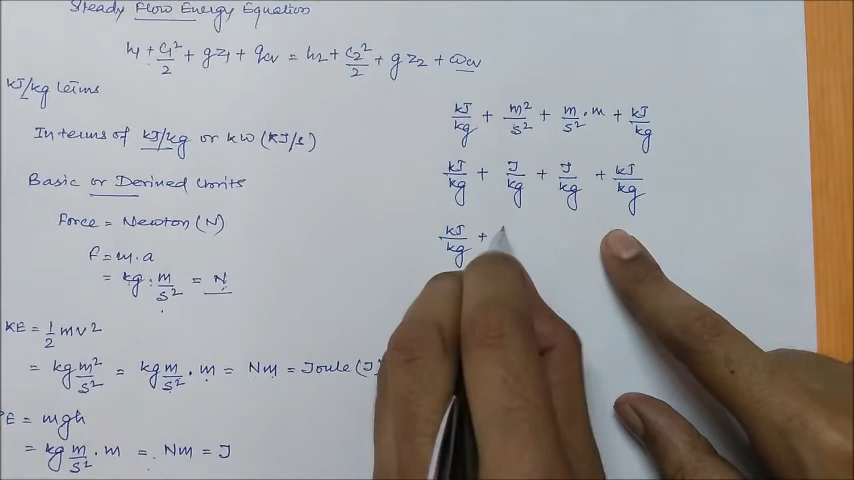 Steady Flow Energy Equation
h₁ + C₁²/2 + gz₁ + qcv = h₂ + C₂²/2 + gz₂ + ωcv
kJ/kg terms
In terms of kJ/kg or kW (kJ/s)
Basic or Derived Units
Force = Newton (N)
F = m.a
= kg . m/s² = N
KE = 1/2 mv²
= kg m²/s² = kg m/s² . m = Nm = Joule (J)
PE = mgh
= kg m/s² . m = Nm = J
kJ/kg + m²/s² + m/s² . m + kJ/kg
kJ/kg + J/kg + J/kg + kJ/kg
kJ/kg +